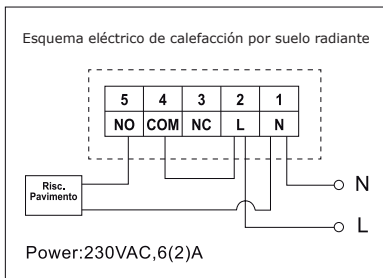 Esquema eléctrico de calefacción por suelo radiante
5 4 3 2 1
NO COM NC L N
Risc.
Pavimento
N
L
Power:230VAC,6(2)A